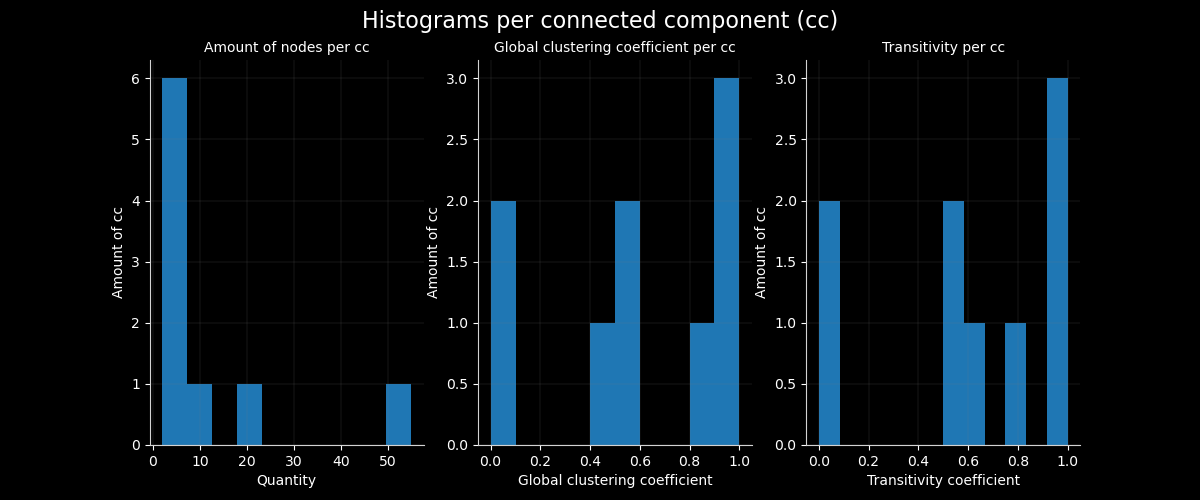 Histograms per connected component (cc)
Amount of nodes per cc
Amount of cc
6
5
4
3
2
1
0
0 10 20 30 40 50
Quantity
Global clustering coefficient per cc
Amount of cc
3.0
2.5
2.0
1.5
1.0
0.5
0.0
0.0 0.2 0.4 0.6 0.8 1.0
Global clustering coefficient
Transitivity per cc
Amount of cc
3.0
2.5
2.0
1.5
1.0
0.5
0.0
0.0 0.2 0.4 0.6 0.8 1.0
Transitivity coefficient